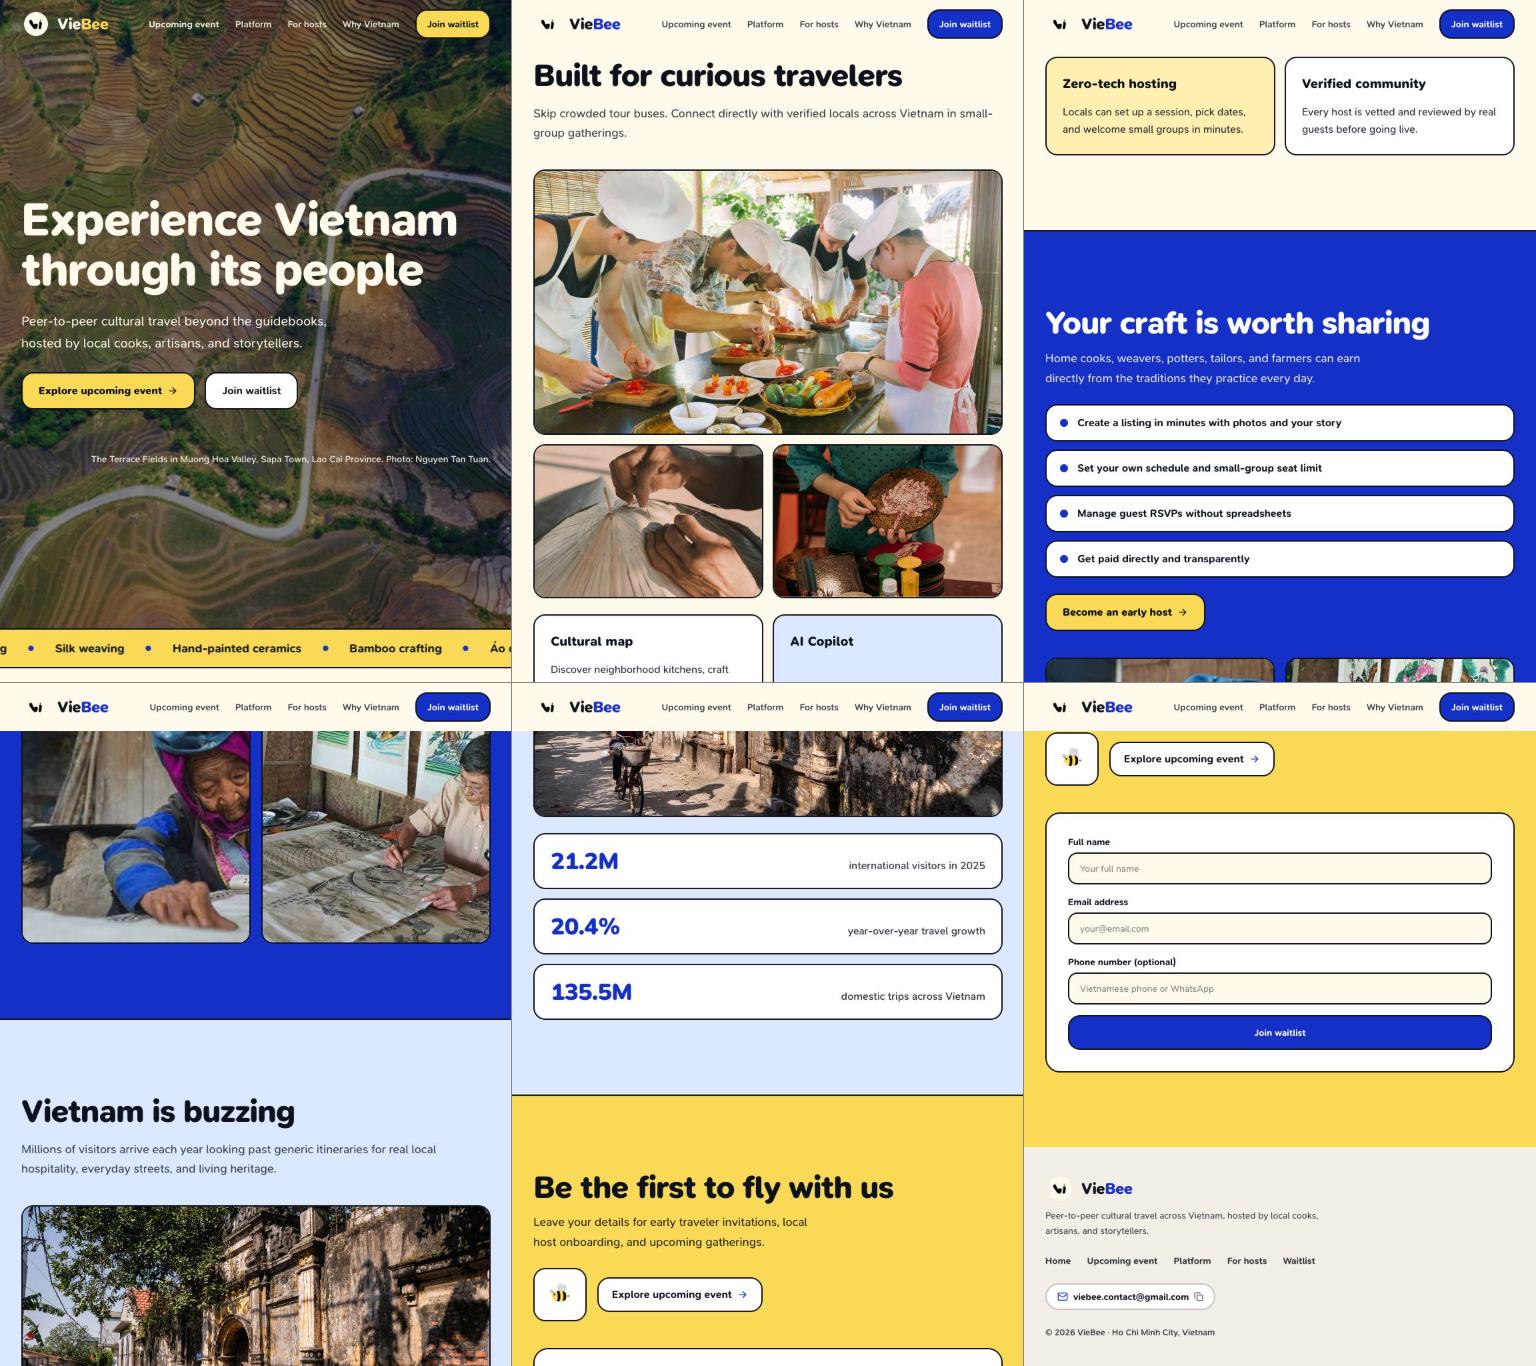 VieBee
Upcoming event
Platform
For hosts
Why Vietnam
Join waitlist
Experience Vietnam
through its people
Peer-to-peer cultural travel beyond the guidebooks,
hosted by local cooks, artisans, and storytellers.
Explore upcoming event →
Join waitlist
The Terrace Fields in Muong Hoa Valley, Sapa Town, Lao Cai Province. Photo: Nguyen Tan Tuan.
g • Silk weaving • Hand-painted ceramics • Bamboo crafting • Áo
VieBee
Upcoming event
Platform
For hosts
Why Vietnam
Join waitlist
Built for curious travelers
Skip crowded tour buses. Connect directly with verified locals across Vietnam in small-
group gatherings.
Cultural map
Discover neighborhood kitchens, craft
AI Copilot
VieBee
Upcoming event
Platform
For hosts
Why Vietnam
Join waitlist
Zero-tech hosting
Locals can set up a session, pick dates,
and welcome small groups in minutes.
Verified community
Every host is vetted and reviewed by real
guests before going live.
Your craft is worth sharing
Home cooks, weavers, potters, tailors, and farmers can earn
directly from the traditions they practice every day.
Create a listing in minutes with photos and your story
Set your own schedule and small-group seat limit
Manage guest RSVPs without spreadsheets
Get paid directly and transparently
Become an early host →
VieBee
Upcoming event
Platform
For hosts
Why Vietnam
Join waitlist
Vietnam is buzzing
Millions of visitors arrive each year looking past generic itineraries for real local
hospitality, everyday streets, and living heritage.
VieBee
Upcoming event
Platform
For hosts
Why Vietnam
Join waitlist
21.2M
international visitors in 2025
20.4%
year-over-year travel growth
135.5M
domestic trips across Vietnam
Be the first to fly with us
Leave your details for early traveler invitations, local
host onboarding, and upcoming gatherings.
Explore upcoming event →
VieBee
Upcoming event
Platform
For hosts
Why Vietnam
Join waitlist
Explore upcoming event →
Full name
Your full name
Email address
your@email.com
Phone number (optional)
Vietnamese phone or WhatsApp
Join waitlist
VieBee
Peer-to-peer cultural travel across Vietnam, hosted by local cooks,
artisans, and storytellers.
Home
Upcoming event
Platform
For hosts
Waitlist
viebee.contact@gmail.com
© 2026 VieBee · Ho Chi Minh City, Vietnam